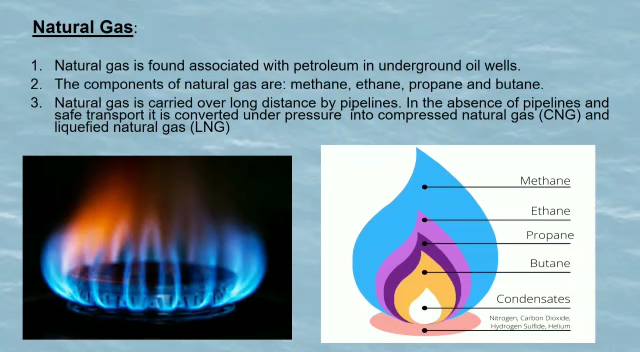 Natural Gas:
1. Natural gas is found associated with petroleum in underground oil wells.
2. The components of natural gas are: methane, ethane, propane and butane.
3. Natural gas is carried over long distance by pipelines. In the absence of pipelines and
safe transport it is converted under pressure into compressed natural gas (CNG) and
liquefied natural gas (LNG)
Methane
Ethane
Propane
Butane
Condensates
Nitrogen, Carbon Dioxide,
Hydrogen Sulfide, Helium